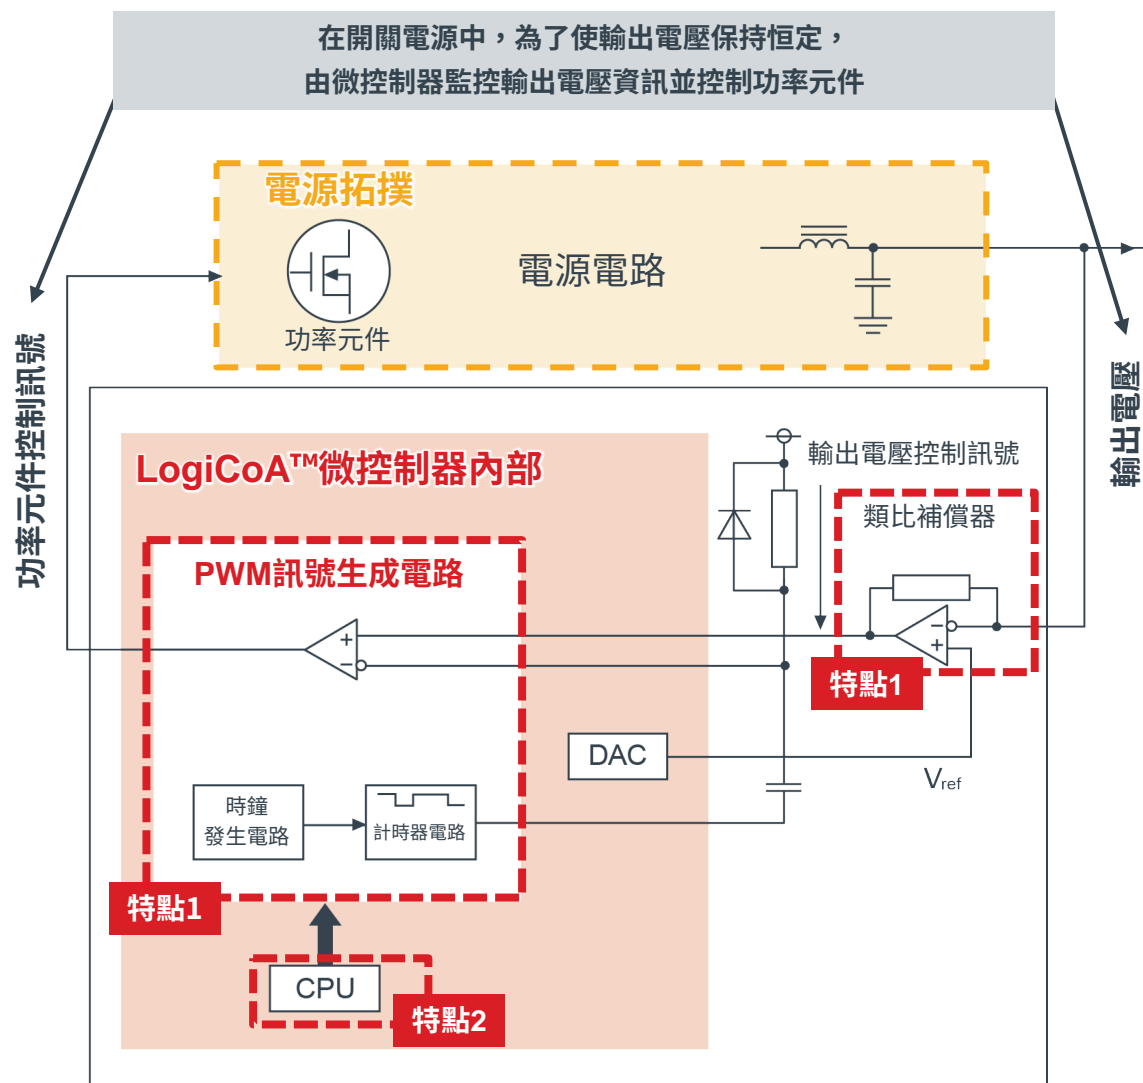 在開關電源中，為了使輸出電壓保持恒定，
由微控制器監控輸出電壓資訊並控制功率元件
電源拓撲
電源電路
功率元件
功率元件控制訊號
輸出電壓
LogiCoA™微控制器內部
輸出電壓控制訊號
類比補償器
PWM訊號生成電路
特點1
DAC
Vref
時鐘
發生電路
計時器電路
特點1
CPU
特點2